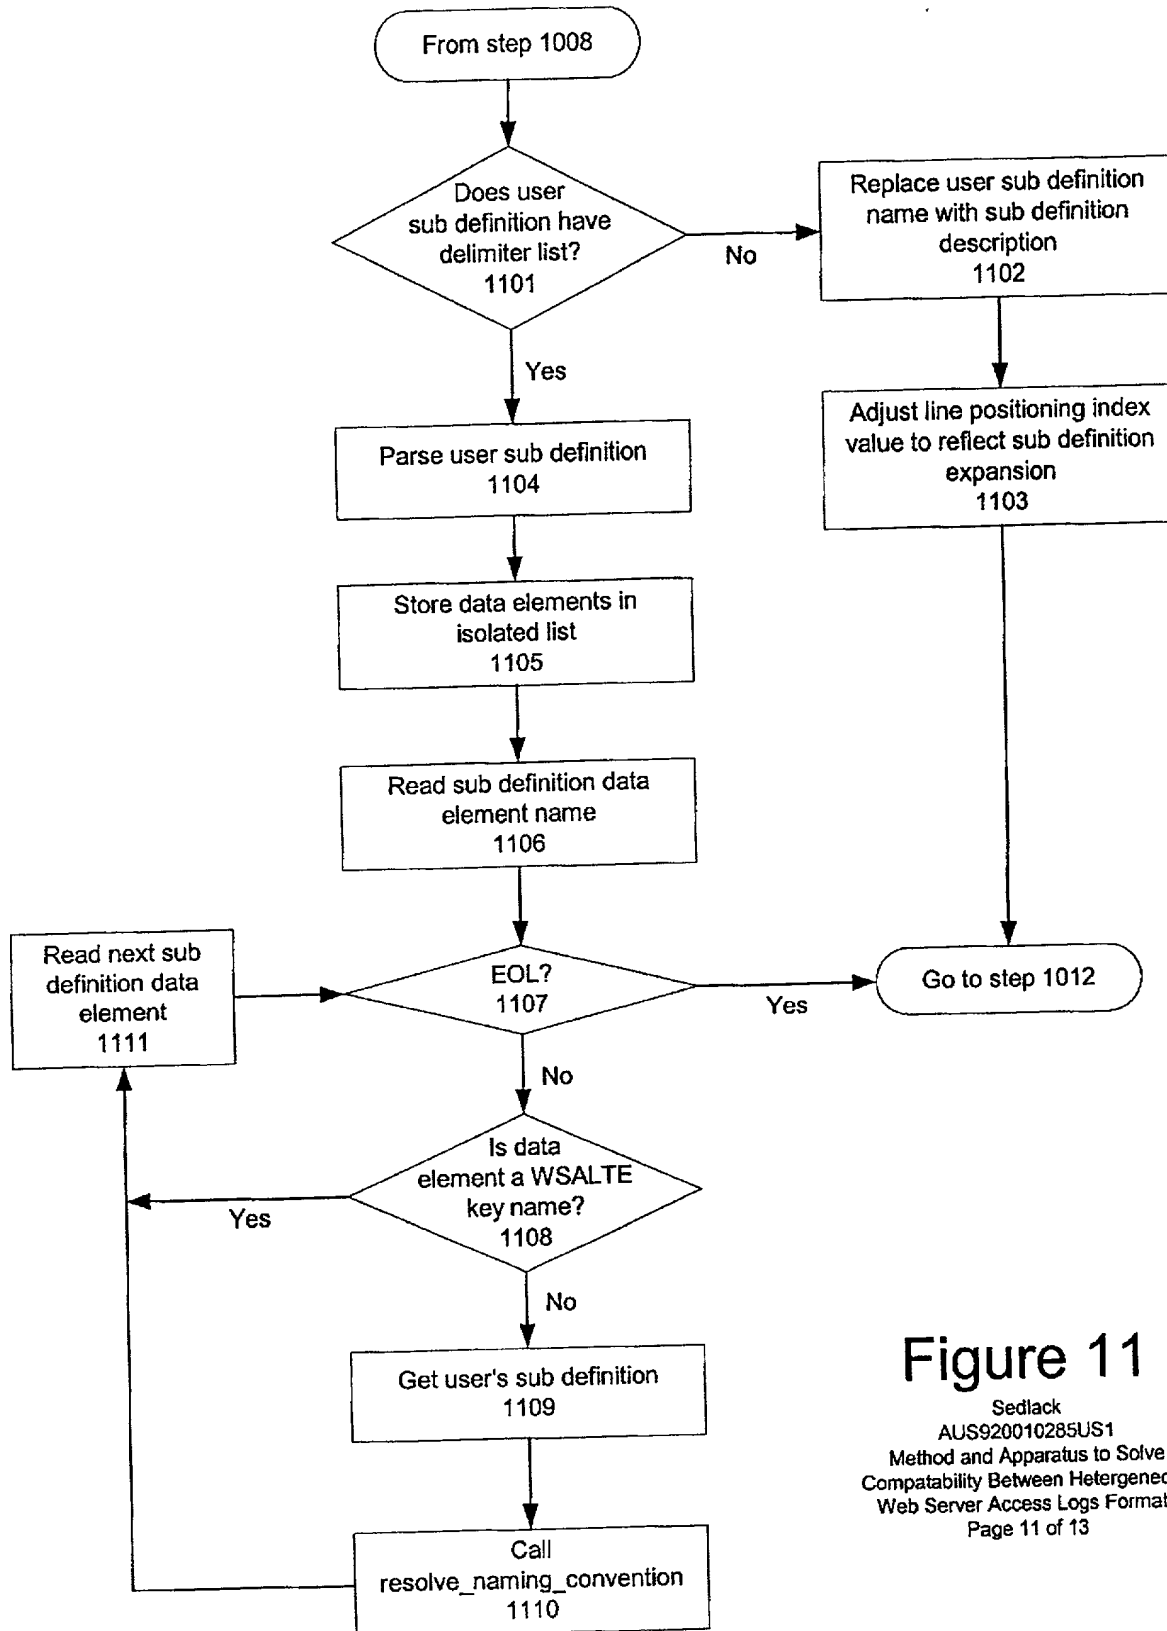 From step 1008
Does user
sub definition have
delimiter list?
1101
No
Replace user sub definition
name with sub definition
description
1102
Yes
Adjust line positioning index
value to reflect sub definition
expansion
1103
Parse user sub definition
1104
Store data elements in
isolated list
1105
Read sub definition data
element name
1106
Read next sub
definition data
element
1111
EOL?
1107
Yes
Go to step 1012
No
Is data
element a WSALTE
key name?
1108
Yes
No
Get user's sub definition
1109
Call
resolve_naming_convention
1110
Figure 11
Sedlack
AUS920010285US1
Method and Apparatus to Solve
Compatability Between
Web Server Access Logs
Page 11 of 13